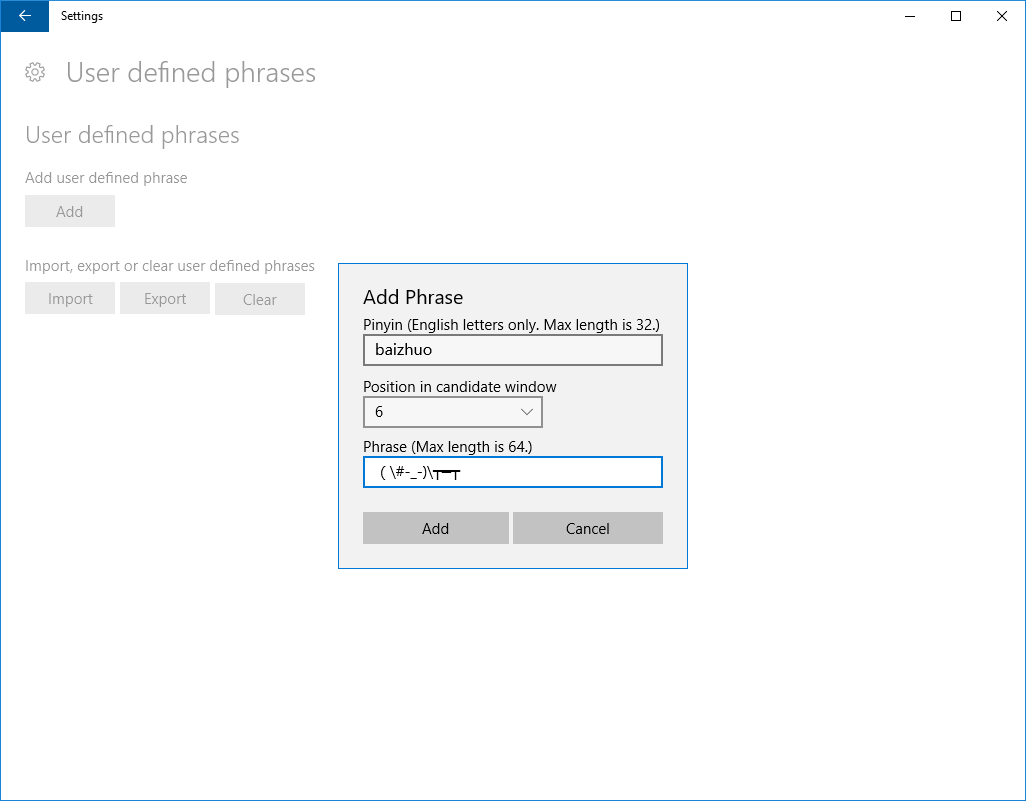 Settings
User defined phrases
User defined phrases
Add user defined phrase
Add
Import, export or clear user defined phrases
Import Export Clear
Add Phrase
Pinyin (English letters only. Max length is 32.)
baizhuo
Position in candidate window
6
Phrase (Max length is 64.)
( \#-_-)\┬─┬
Add Cancel